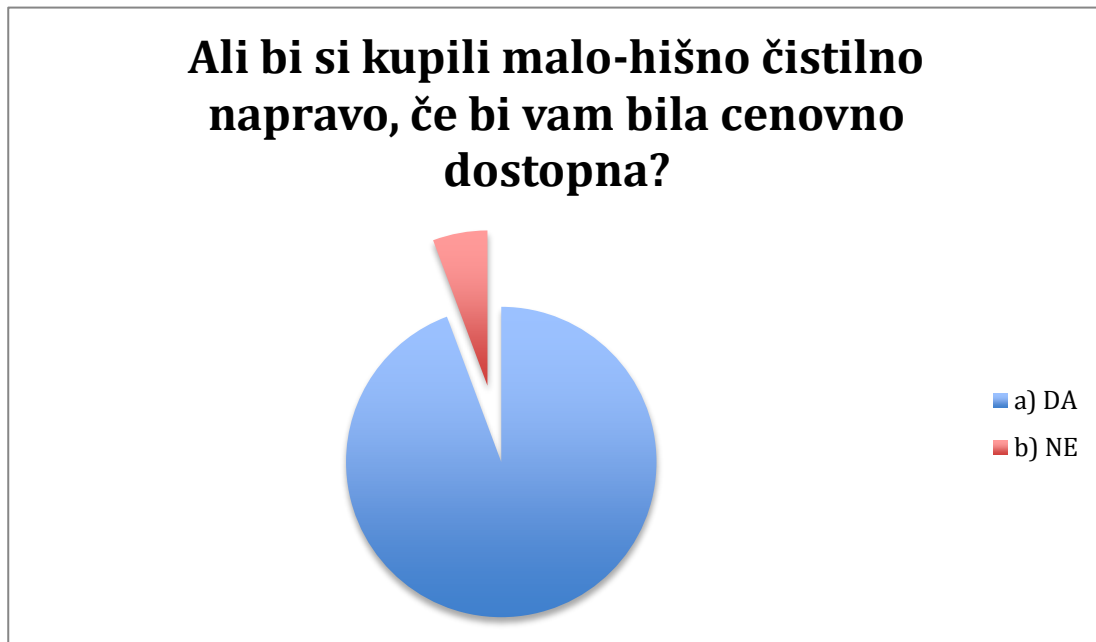 Ali bi si kupili malo-hišno čistilno
napravo, če bi vam bila cenovno
dostopna?
a) DA
b) NE